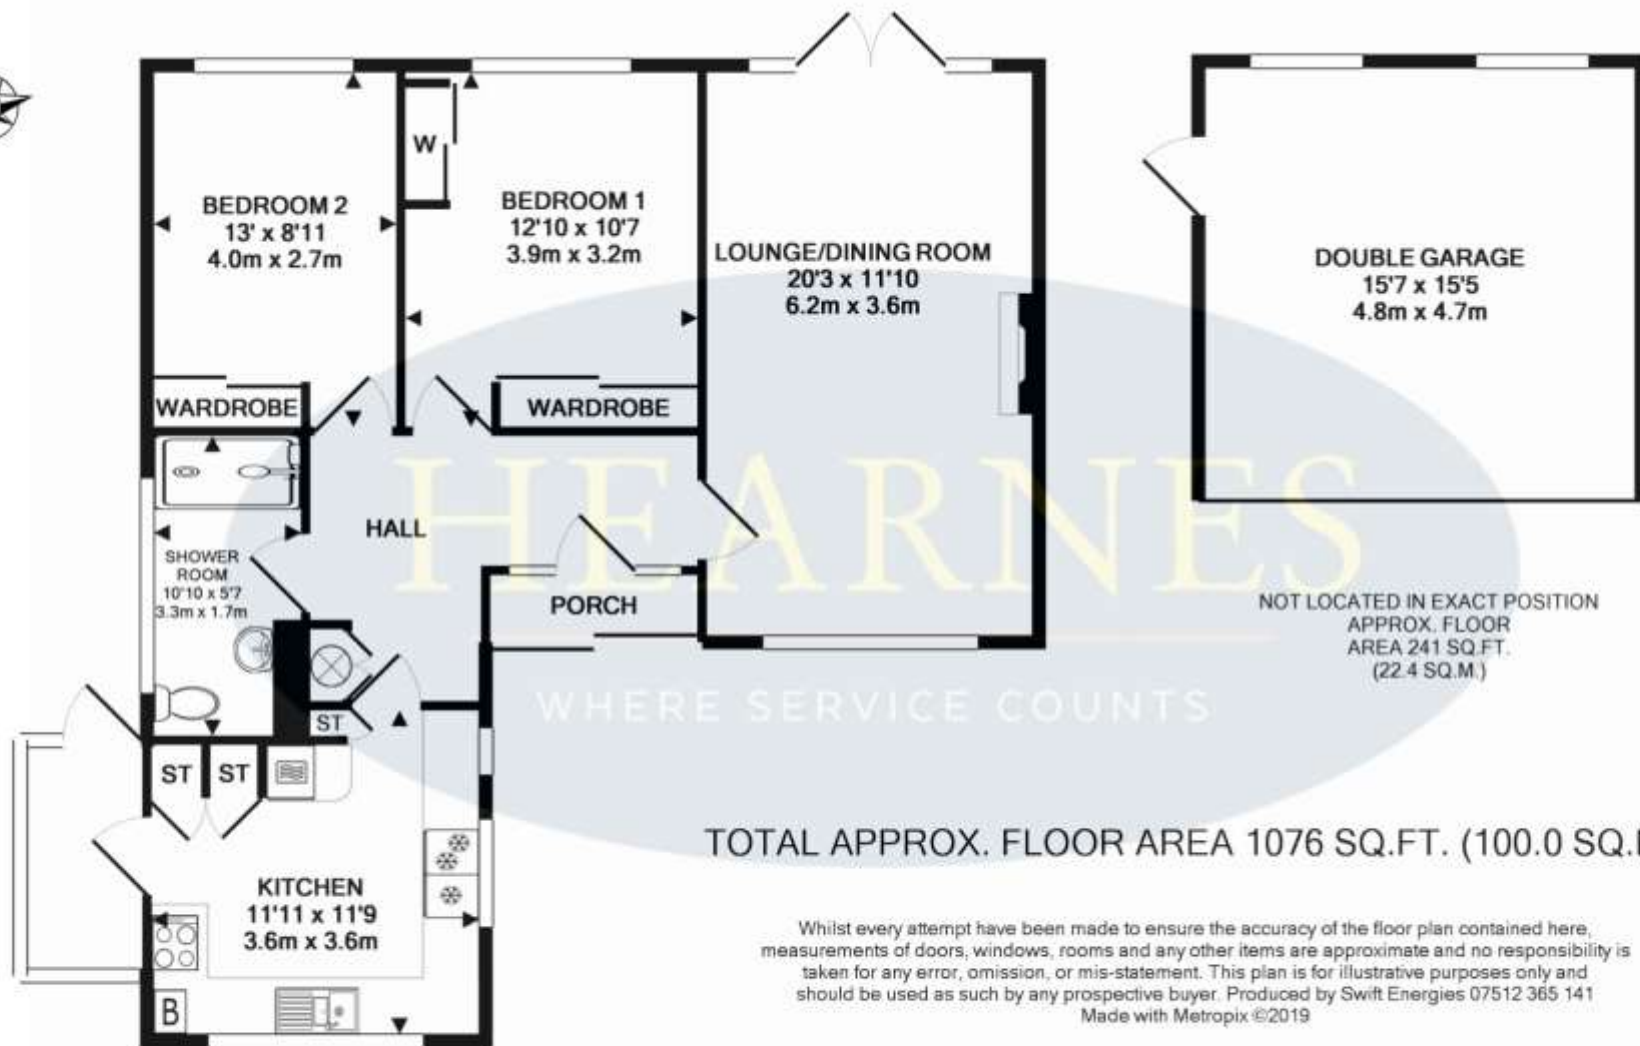 BEDROOM 2
13' x 8'11
4.0m x 2.7m
W
BEDROOM 1
12'10 x 10'7
3.9m x 3.2m
LOUNGE/DINING ROOM
20'3 x 11'10
6.2m x 3.6m
DOUBLE GARAGE
15'7 x 15'5
4.8m x 4.7m
WARDROBE
WARDROBE
HEARNES
HALL
SHOWER
ROOM
10'10 x 5'7
3.3m x 1.7m
PORCH
NOT LOCATED IN EXACT POSITION
APPROX. FLOOR
AREA 241 SQ.FT.
(22.4 SQ.M.)
WHERE SERVICE COUNTS
ST
ST
ST
TOTAL APPROX. FLOOR AREA 1076 SQ.FT. (100.0 SQ.
KITCHEN
11'11 x 11'9
3.6m x 3.6m
B
Whilst every attempt have been made to ensure the accuracy of the floor plan contained here,
measurements of doors, windows, rooms and any other items are approximate and no responsibility is
taken for any error, omission, or mis-statement. This plan is for illustrative purposes only and
should be used as such by any prospective buyer. Produced by Swift Energies 07512 365 141
Made with Metropix ©2019